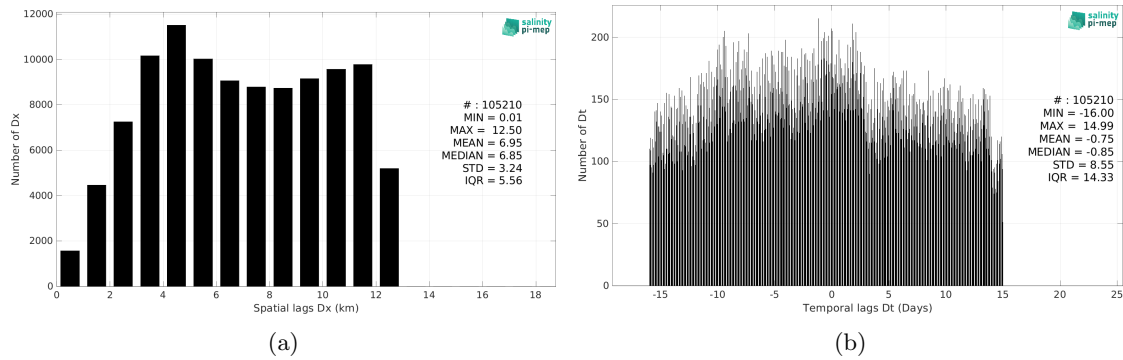 12000
10000
8000
6000
4000
2000
0
Number of Dx
0 2 4 6 8 10 12 14 16 18
Spatial lags Dx (km)
salinity
pi-mep
# : 105210
MIN = 0.01
MAX = 12.50
MEAN = 6.95
MEDIAN = 6.85
STD = 3.24
IQR = 5.56
(a)
200
150
100
50
0
Number of Dt
-15 -10 -5 0 5 10 15 20 25
Temporal lags Dt (Days)
salinity
pi-mep
# : 105210
MIN = -16.00
MAX = 14.99
MEAN = -0.75
MEDIAN = -0.85
STD = 8.55
IQR = 14.33
(b)